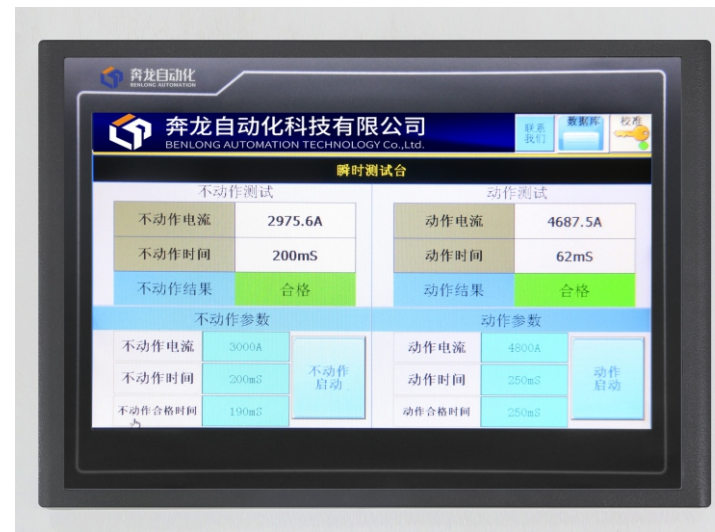 奔龙自动化
BENLONG AUTOMATION
奔龙自动化科技有限公司
BENLONG AUTOMATION TECHNOLOGY Co.,Ltd.
联系我们
数据库
校准
瞬时测试台
不动作测试 动作测试
不动作电流 2975.6A 动作电流 4687.5A
不动作时间 200mS 动作时间 62mS
不动作结果 合格 动作结果 合格
不动作参数 动作参数
不动作电流 3000A 动作电流 4800A
不动作时间 200mS 不动作启动 动作时间 250mS 动作启动
不动作合格时间 190mS 动作合格时间 250mS